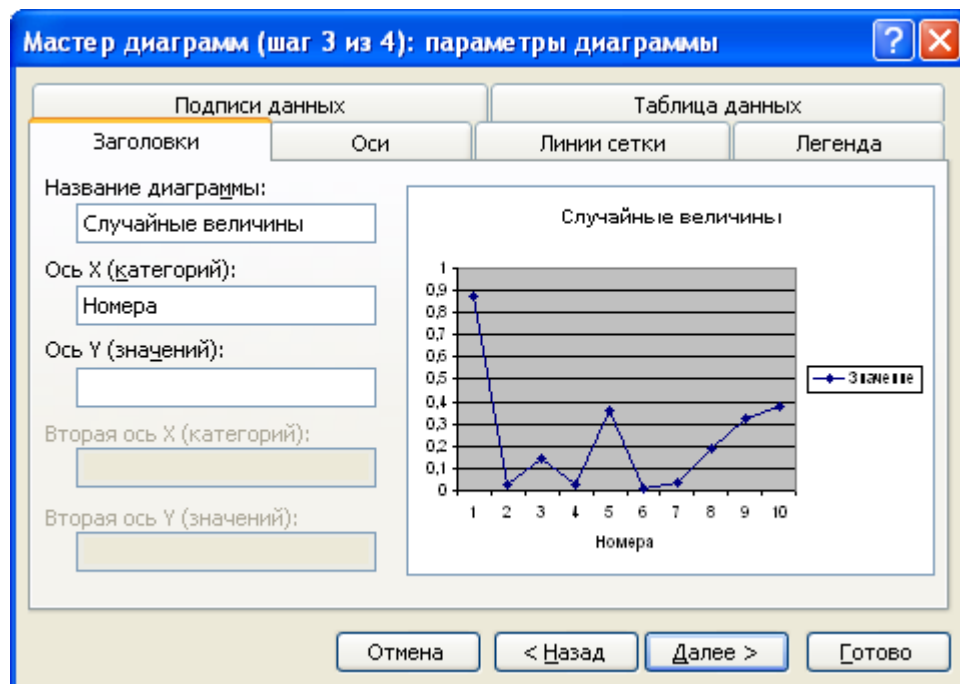 Мастер диаграмм (шаг 3 из 4): параметры диаграммы
Подписи данных
Таблица данных
Заголовки
Оси
Линии сетки
Легенда
Название диаграммы:
Случайные величины
Ось X (категорий):
Номера
Ось Y (значений):
Вторая ось X (категорий):
Вторая ось Y (значений):
Случайные величины
1
0,9
0,8
0,7
0,6
0,5
0,4
0,3
0,2
0,1
0
1 2 3 4 5 6 7 8 9 10
Номера
Значение
Отмена
< Назад
Далее >
Готово